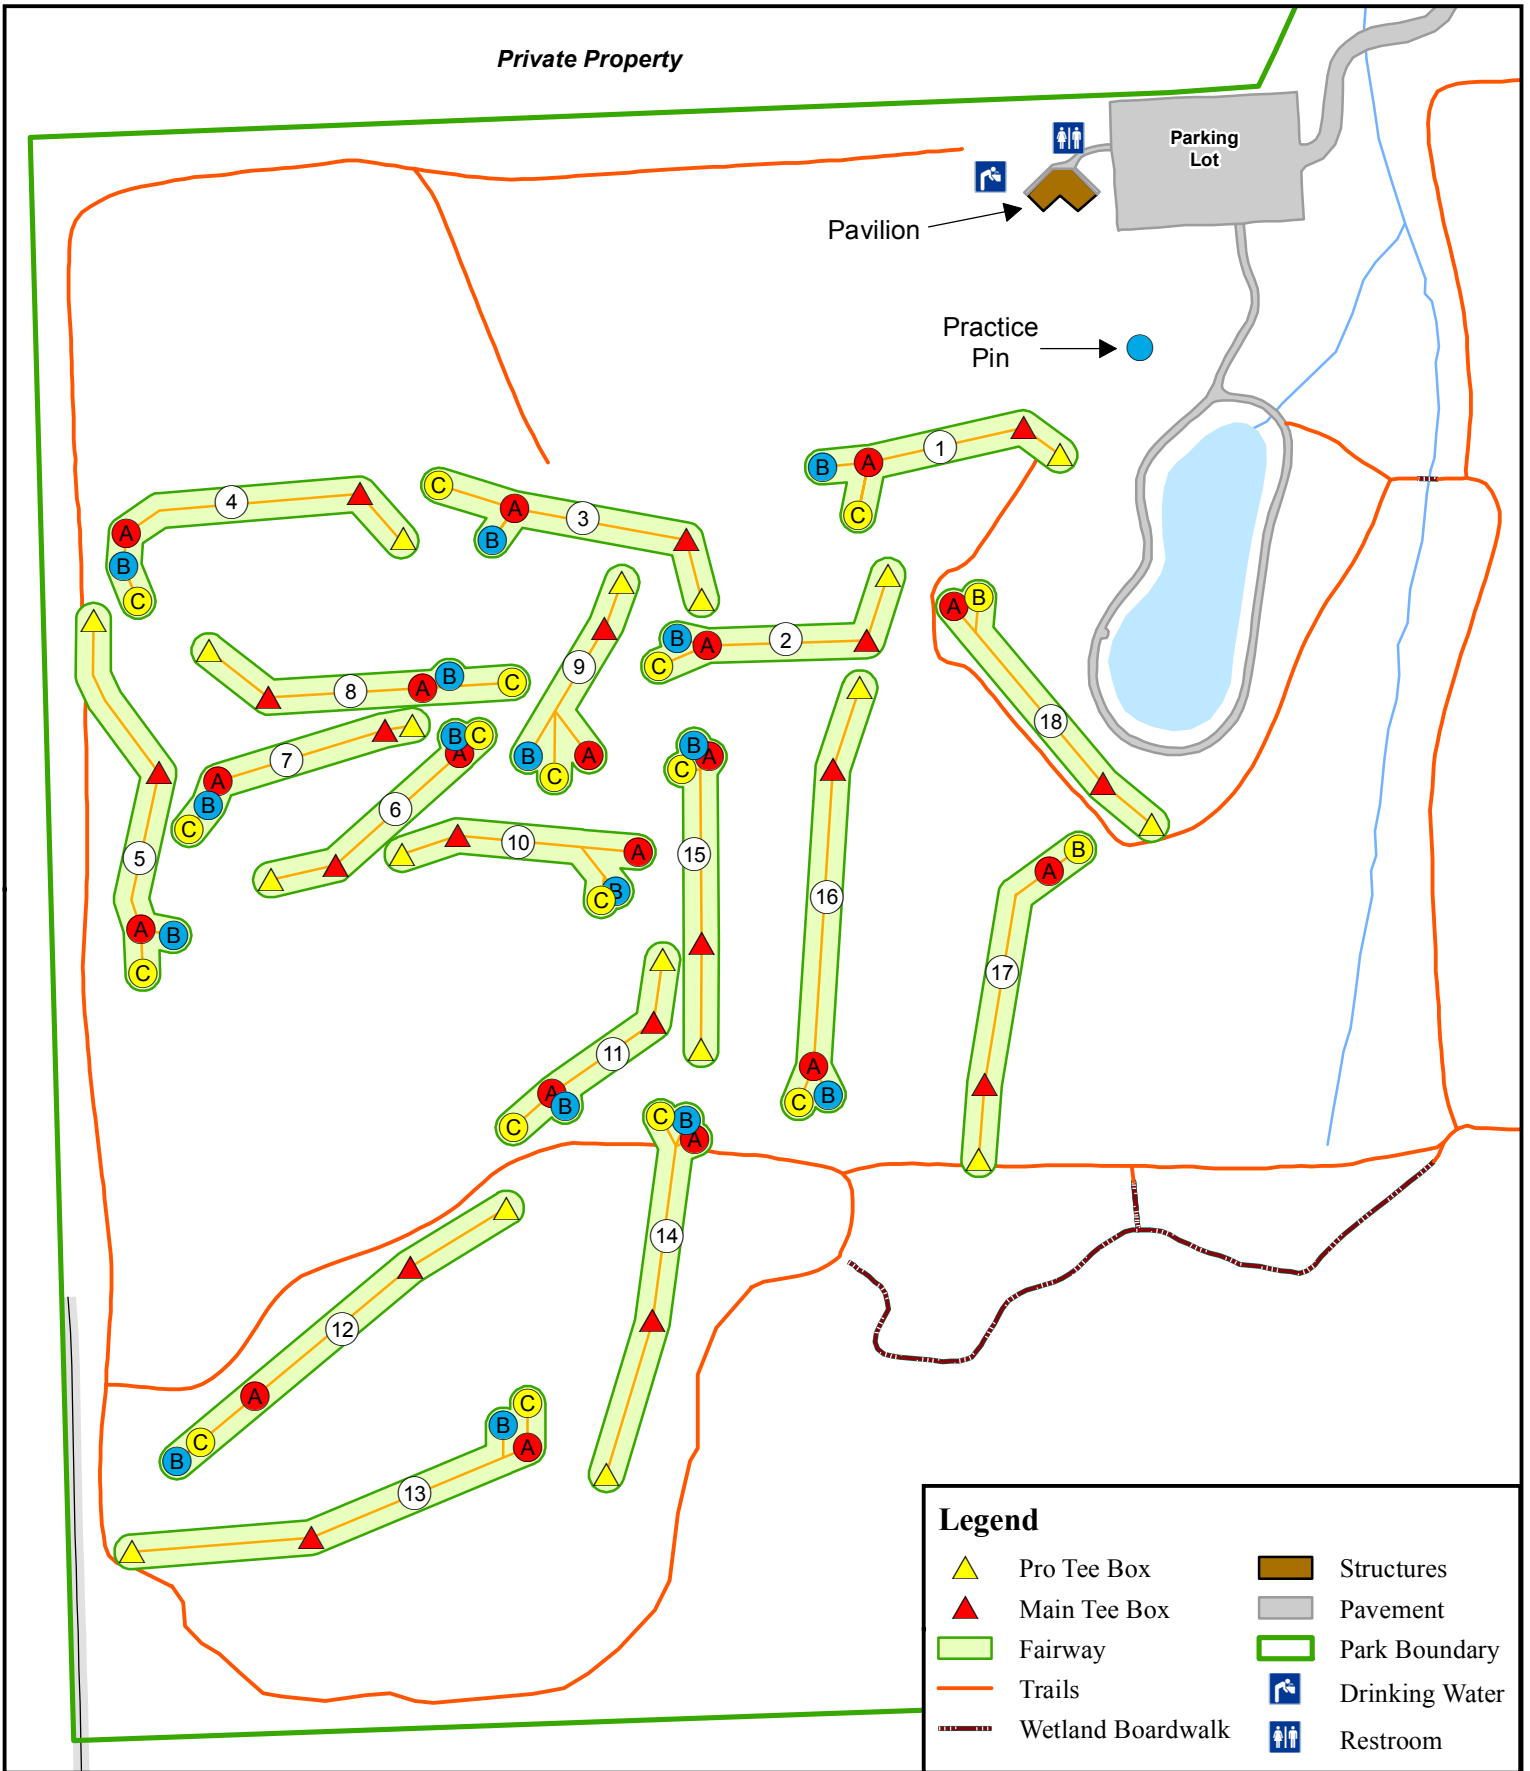 Private Property
Parking
Lot
Pavilion
Practice
Pin
1
B
A
C
4
A
B
C
C
3
A
B
2
B
A
C
A
B
18
9
B
A
C
8
A
B
C
7
A
B
C
B
C
A
6
5
A
B
C
10
A
B
C
B
A
C
15
16
A
C
B
B
A
17
11
A
B
C
C
B
A
14
12
A
C
B
C
B
A
13
Legend
Pro Tee Box
Main Tee Box
Fairway
Trails
Wetland Boardwalk
Structures
Pavement
Park Boundary
Drinking Water
Restroom